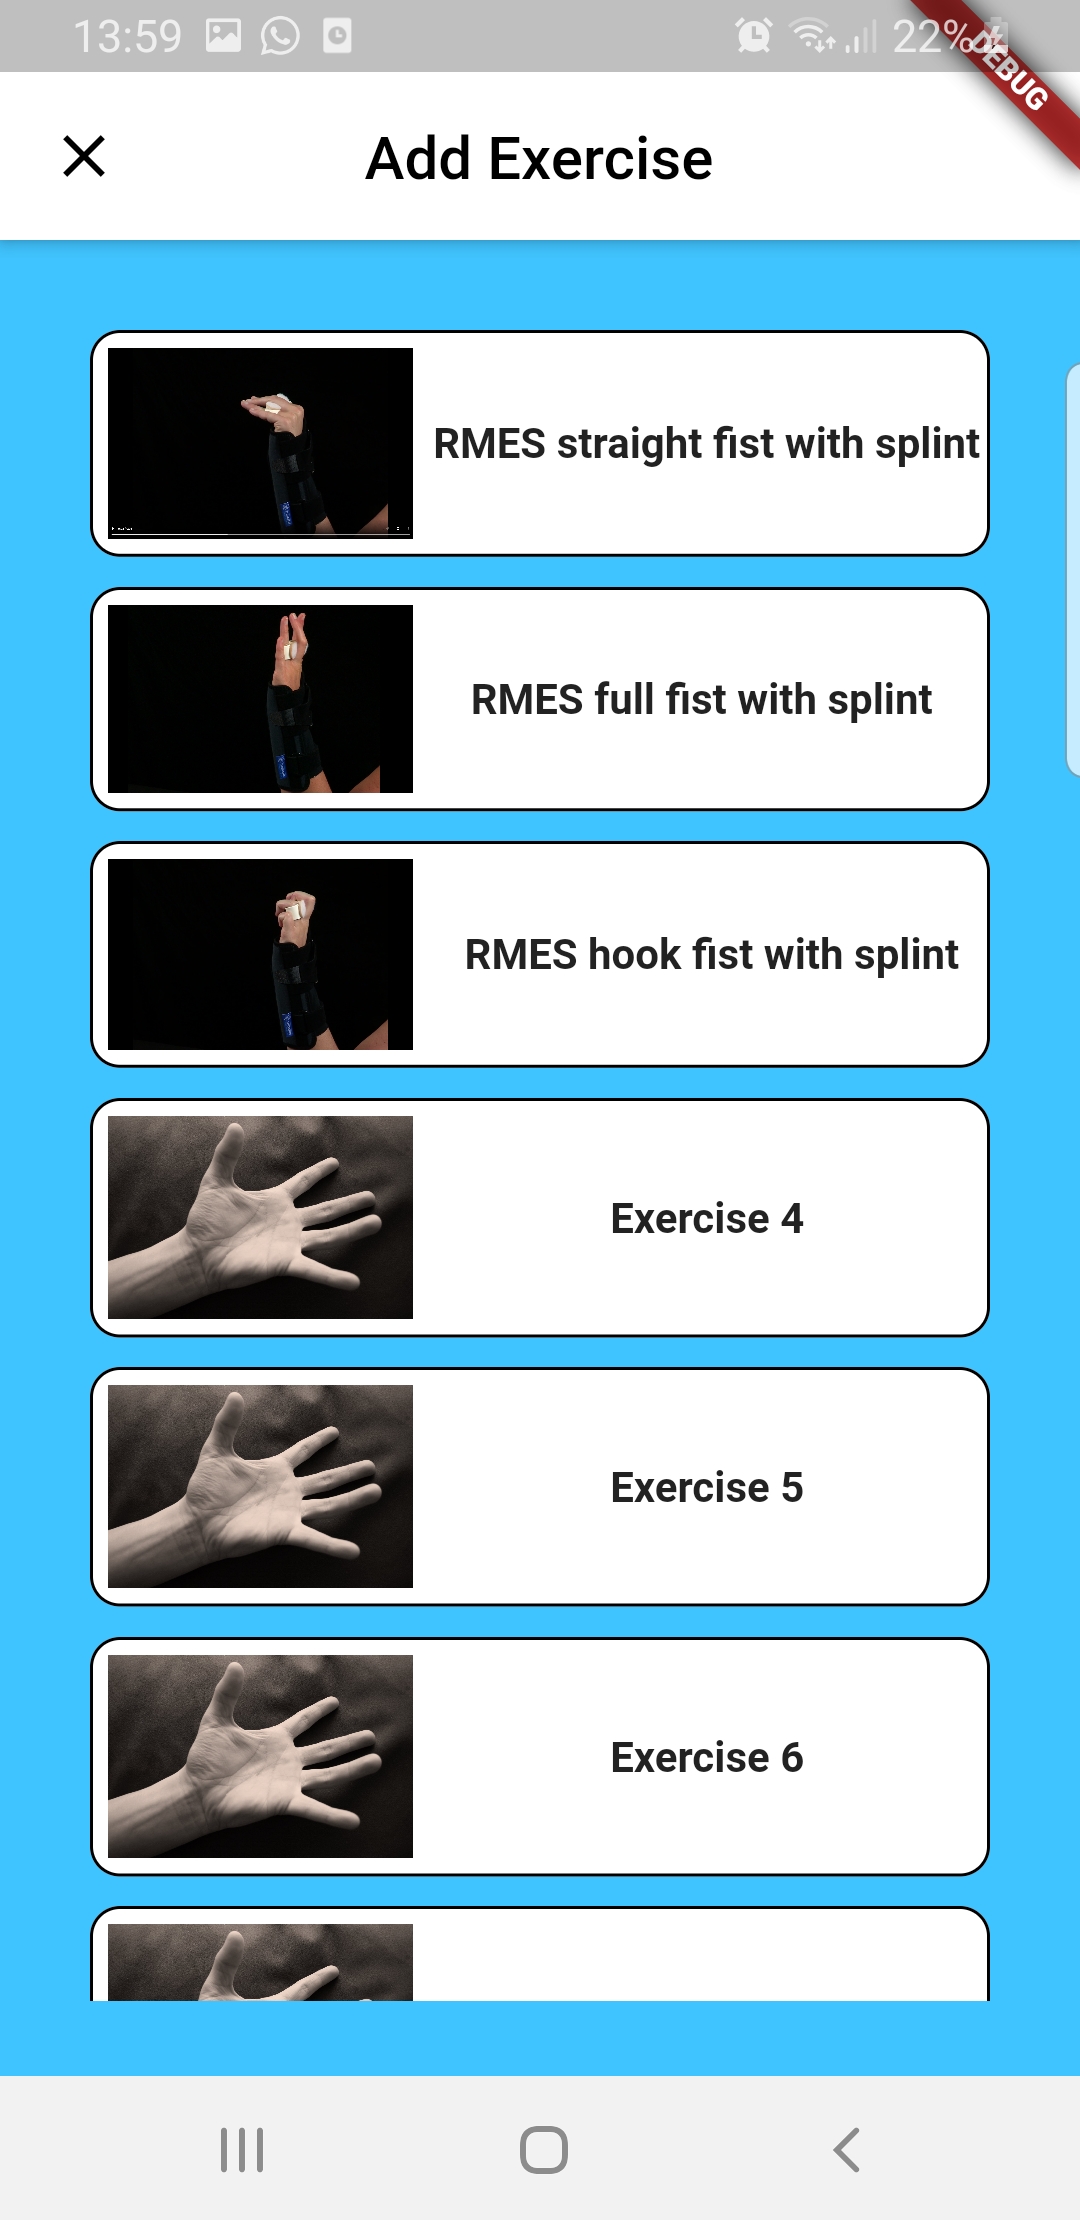 13:59
22%
DEBUG
Add Exercise
RMES straight fist with splint
RMES full fist with splint
RMES hook fist with splint
Exercise 4
Exercise 5
Exercise 6